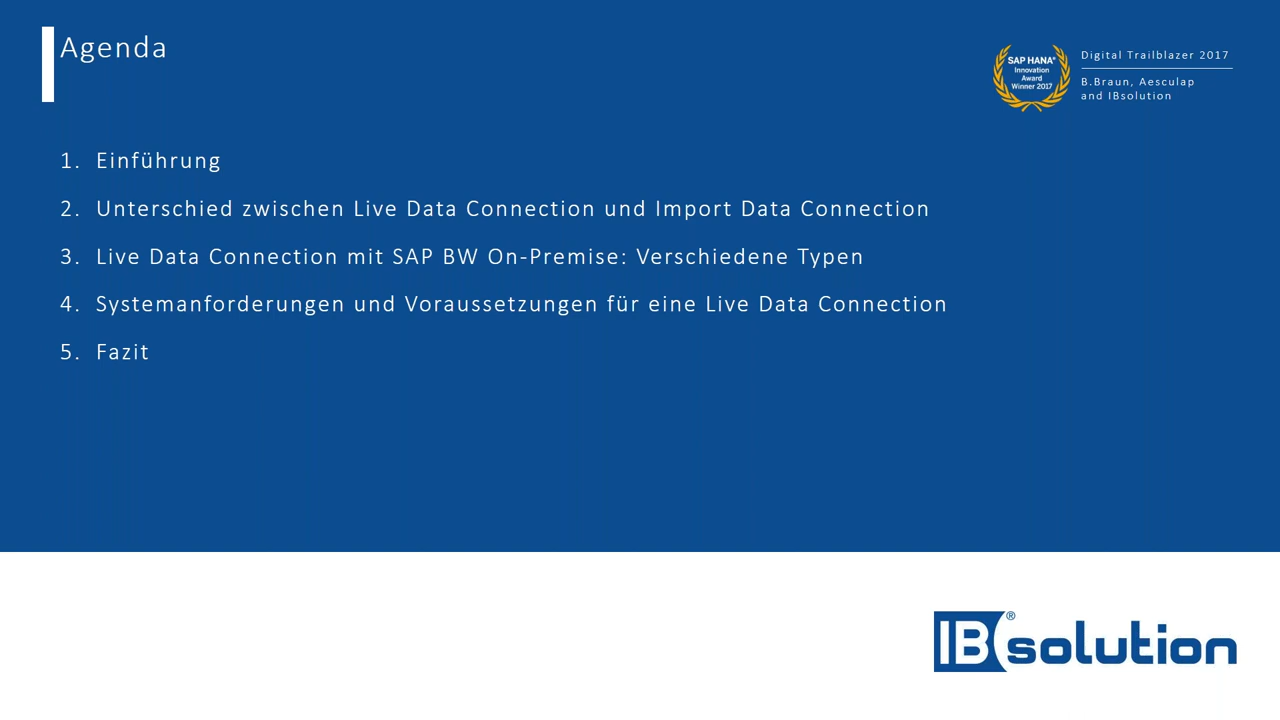 Agenda
SAP HANA®
Innovation
Award
Winner 2017
Digital Trailblazer 2017
B.Braun, Aesculap
and IBsolution
1. Einführung
2. Unterschied zwischen Live Data Connection und Import Data Connection
3. Live Data Connection mit SAP BW On-Premise: Verschiedene Typen
4. Systemanforderungen und Voraussetzungen für eine Live Data Connection
5. Fazit
IBsolution®